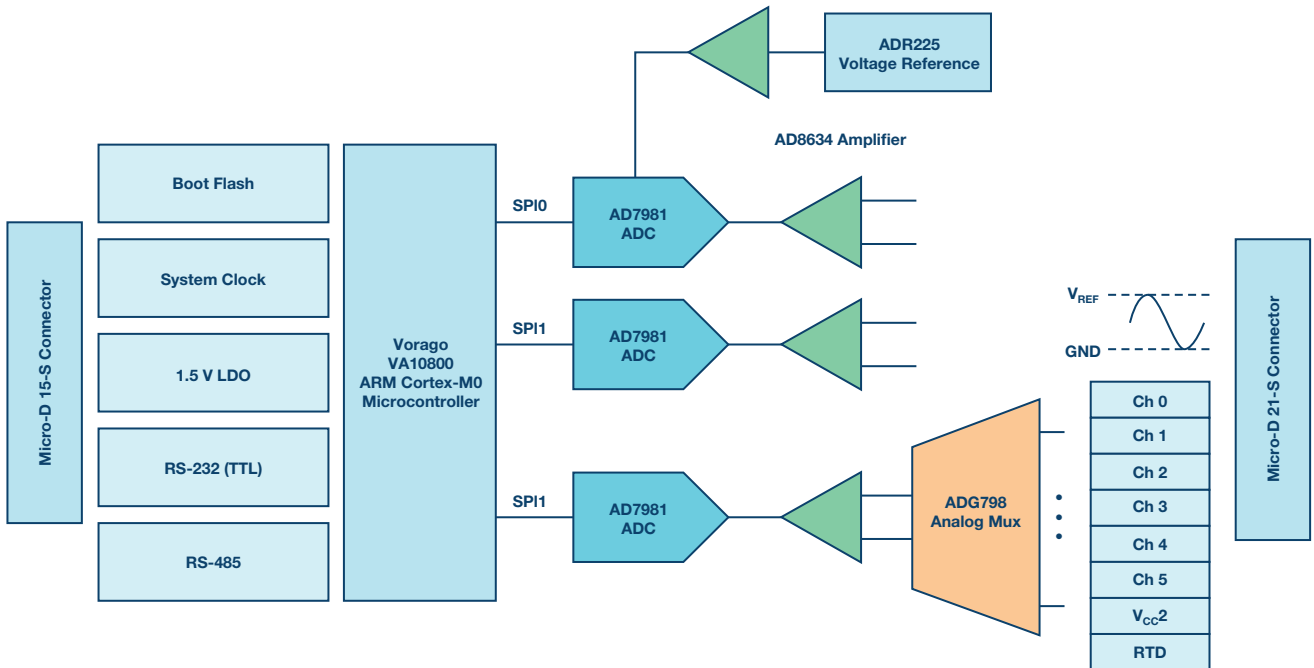 ADR225
Voltage Reference
AD8634 Amplifier
Micro-D 15-S Connector
Boot Flash
System Clock
1.5 V LDO
RS-232 (TTL)
RS-485
Vorago
VA10800
ARM Cortex-M0
Microcontroller
SPI0
AD7981
ADC
SPI1
AD7981
ADC
SPI1
AD7981
ADC
ADG798
Analog Mux
VREF
GND
Ch 0
Ch 1
Ch 2
Ch 3
Ch 4
Ch 5
VCC2
RTD
Micro-D 21-S Connector